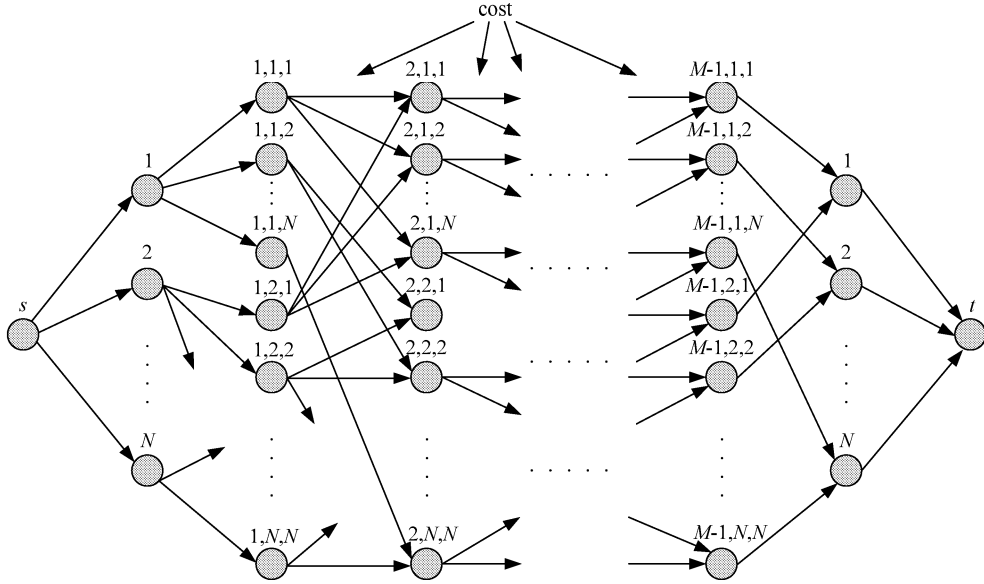 cost
1,1,1
2,1,1
M-1,1,1
1,1,2
2,1,2
M-1,1,2
1
1
. . . . .
1,1,N
2,1,N
M-1,1,N
2
2
. . . . .
1,2,1
2,2,1
M-1,2,1
s
t
1,2,2
2,2,2
M-1,2,2
. . . . .
N
N
. . . . .
1,N,N
2,N,N
M-1,N,N